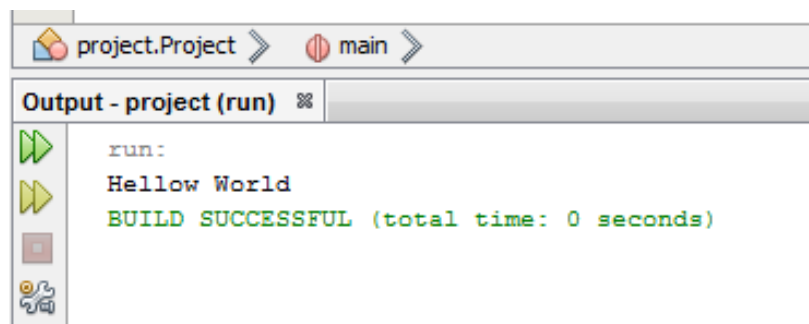 project.Project
main
Output - project (run)
run:
Hellow World
BUILD SUCCESSFUL (total time: 0 seconds)